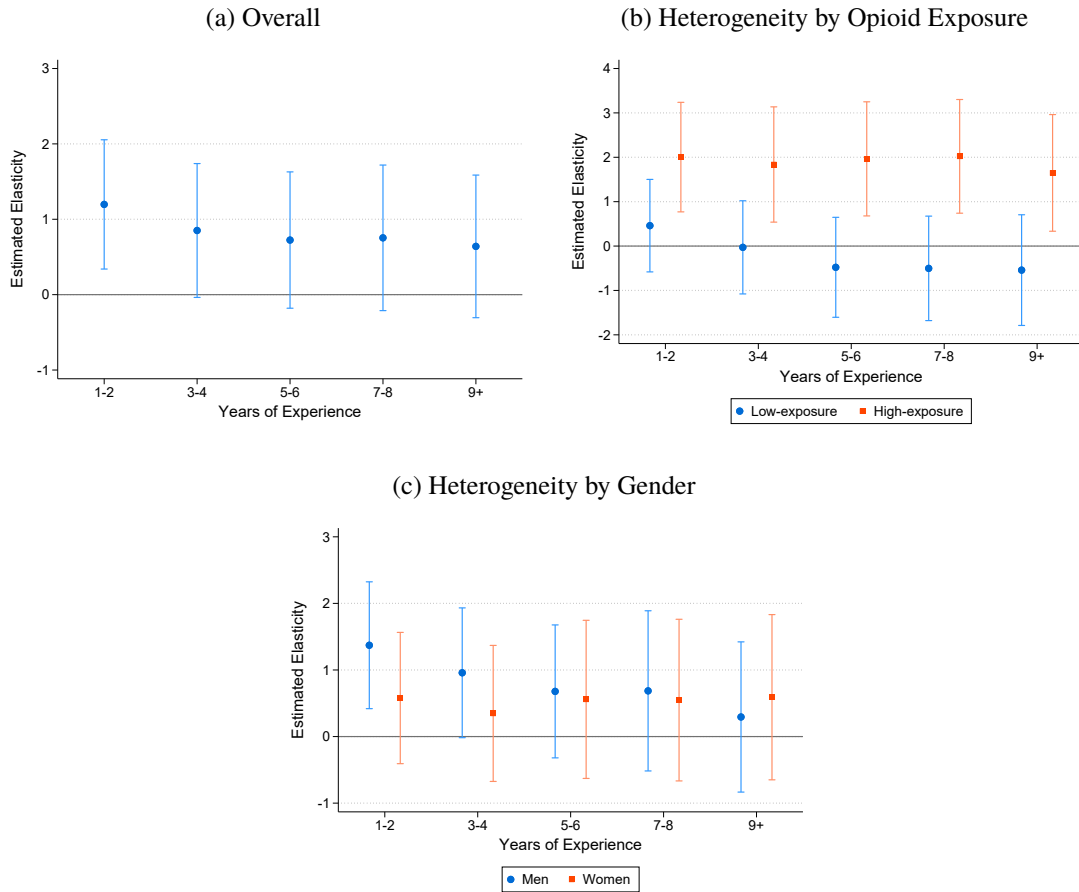 (a) Overall
3
2
1
0
-1
Estimated Elasticity
1-2 3-4 5-6 7-8 9+
Years of Experience
(b) Heterogeneity by Opioid Exposure
4
3
2
1
0
-1
-2
Estimated Elasticity
1-2 3-4 5-6 7-8 9+
Years of Experience
Low-exposure High-exposure
(c) Heterogeneity by Gender
3
2
1
0
-1
Estimated Elasticity
1-2 3-4 5-6 7-8 9+
Years of Experience
Men Women